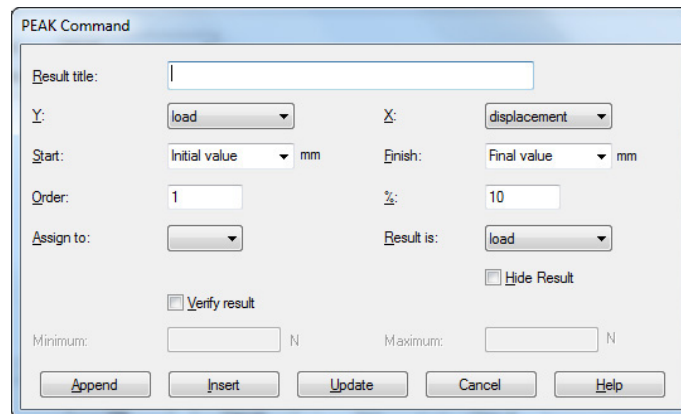 PEAK Command
Result title:
Y: load X: displacement
Start: Initial value mm Finish: Final value mm
Order: 1 %: 10
Assign to: Result is: load
Hide Result
Verify result
Minimum: N Maximum: N
Append Insert Update Cancel Help